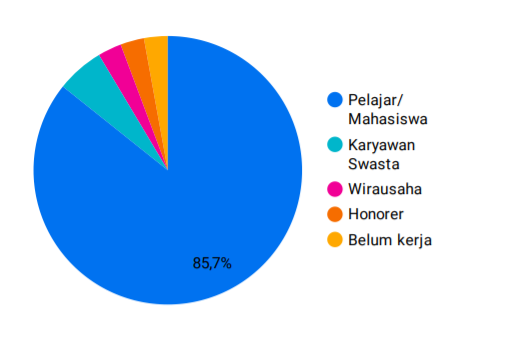 Pelajar/
Mahasiswa
Karyawan
Swasta
Wirausaha
Honorer
Belum kerja
85,7%